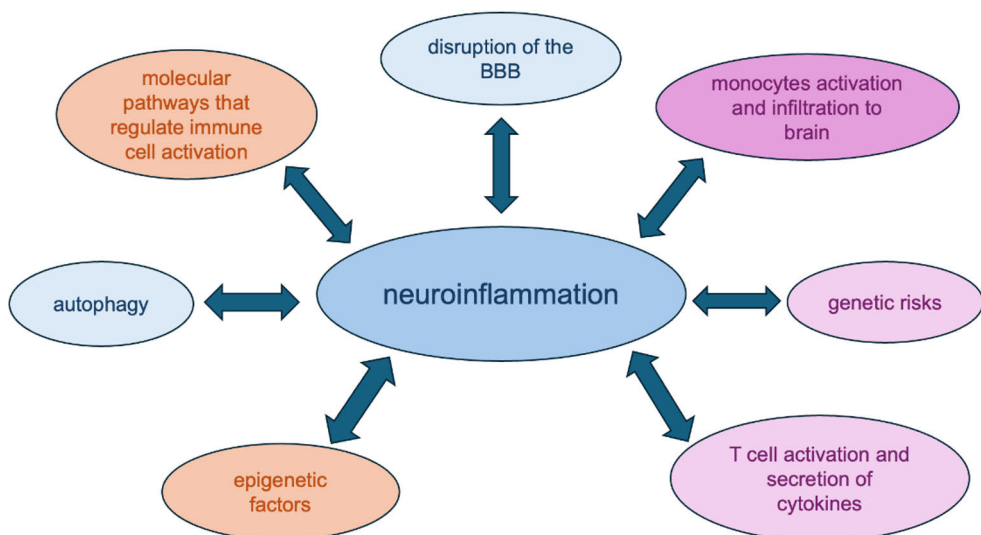 disruption of the
BBB
molecular
pathways that
regulate immune
cell activation
monocytes activation
and infiltration to
brain
neuroinflammation
autophagy
genetic risks
epigenetic
factors
T cell activation and
secretion of
cytokines